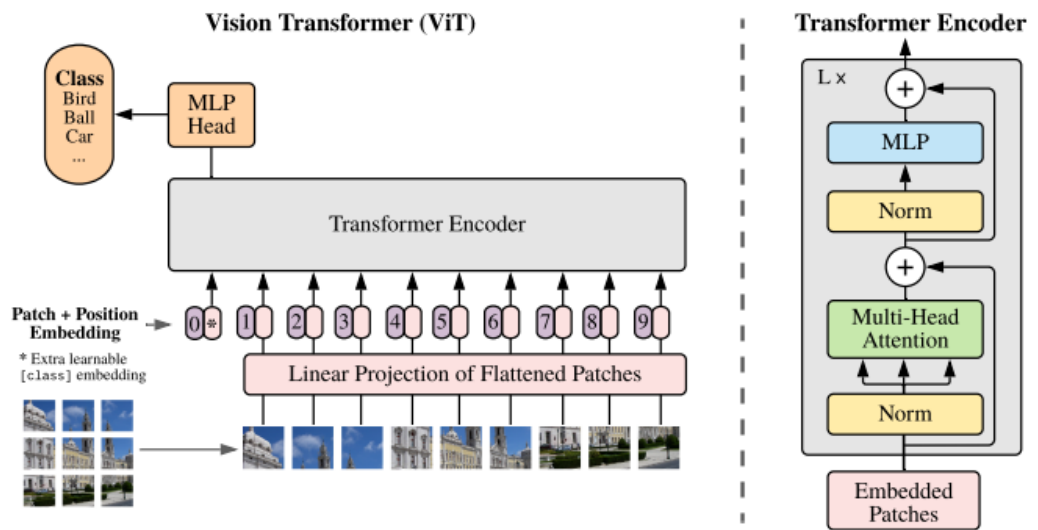 Vision Transformer (ViT)
Class
Bird
Ball
Car
...
MLP
Head
Transformer Encoder
Patch + Position
Embedding
0 * 1 2 3 4 5 6 7 8 9
* Extra learnable
[class] embedding
Linear Projection of Flattened Patches
Transformer Encoder
L ×
+
MLP
Norm
+
Multi-Head
Attention
Norm
Embedded
Patches